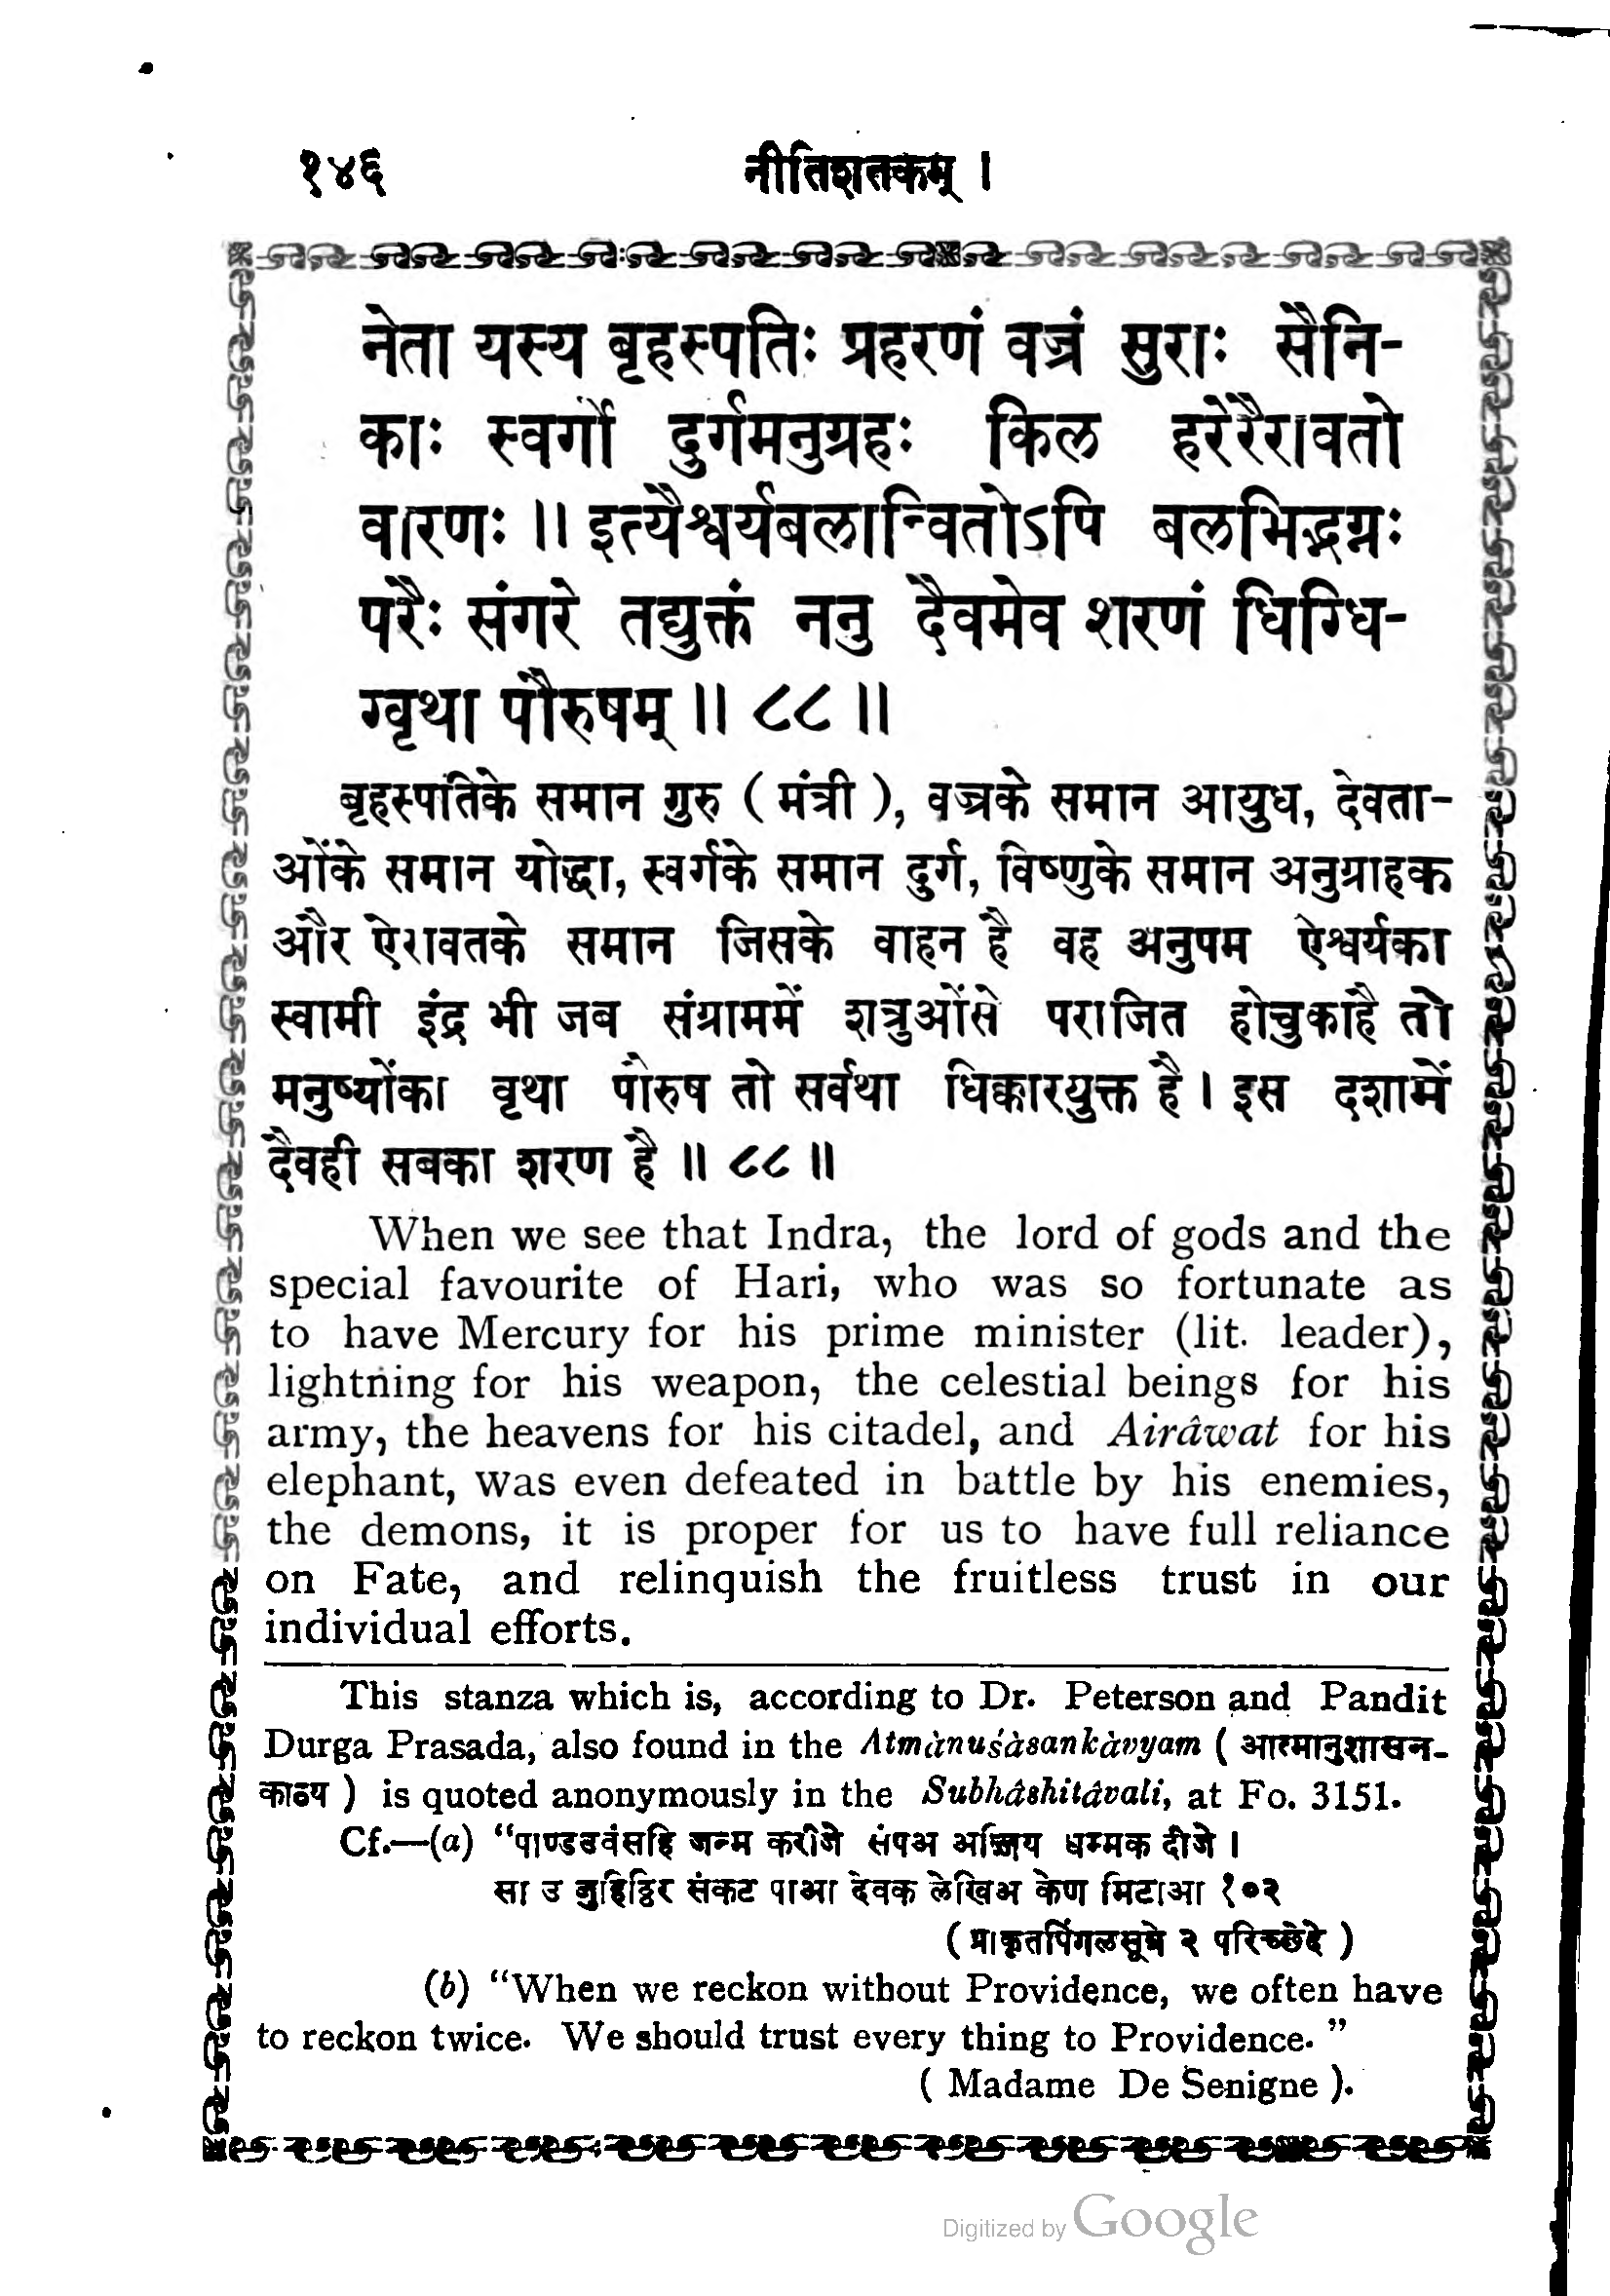 १४६ नीतिशतकम् ।
नेता यस्य बृहस्पतिः प्रहरणं वज्रं सुराः सैनि-
काः स्वर्गो दुर्गमनुग्रहः किल हरेरैरावतो
वारणः ॥ इत्यैश्वर्यबलान्वितोऽपि बलभिद्भग्नः
परैः संगरे तद्युक्तं ननु दैवमेव शरणं धिग्धि-
ग्वृथा पौरुषम् ॥ ८८ ॥
बृहस्पतिके समान गुरु ( मंत्री ), वज्रके समान आयुध, देवता-
ओंके समान योद्धा, स्वर्गके समान दुर्ग, विष्णुके समान अनुग्राहक
और ऐरावतके समान जिसके वाहन है वह अनुपम ऐश्वर्यका
स्वामी इंद्र भी जब संग्राममें शत्रुओंसे पराजित होचुकाहै तो
मनुष्योंका वृथा पौरुष तो सर्वथा धिक्कारयुक्त है । इस दशामें
दैवही सबका शरण है ॥ ८८ ॥
When we see that Indra, the lord of gods and the
special favourite of Hari, who was so fortunate as
to have Mercury for his prime minister (lit. leader),
lightning for his weapon, the celestial beings for his
army, the heavens for his citadel, and Airâwat for his
elephant, was even defeated in battle by his enemies,
the demons, it is proper for us to have full reliance
on Fate, and relinquish the fruitless trust in our
individual efforts.
This stanza which is, according to Dr. Peterson and Pandit
Durga Prasada, also found in the Atmànuśàsankàvyam ( आत्मानुशासन-
काव्य ) is quoted anonymously in the Subhâshitâvali, at Fo. 3151.
Cf.—(a) “पाण्डववंसहि जन्म करीजे संपअ अज्जिय धम्मक दीजे ।
सा उ जुहिट्ठिर संकट पाआ देवक लेखिअ केण मिटाआ १०२
( प्राकृतपिंगलसूत्रे २ परिच्छेदे )
(b) “When we reckon without Providence, we often have
to reckon twice. We should trust every thing to Providence.”
( Madame De Senigne ).
Digitized by Google